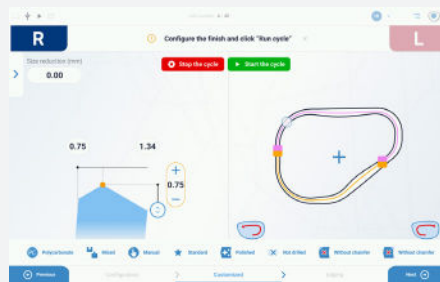 R
Configure the finish and click "Run cycle"
L
Size reduction (mm)
0.00
Stop the cycle
Start the cycle
0.75
1.34
0.75
Polycarbonate
Mixed
Manual
Standard
Polished
Not drilled
Without chamfer
Without chamfer
Previous
Customized
Next